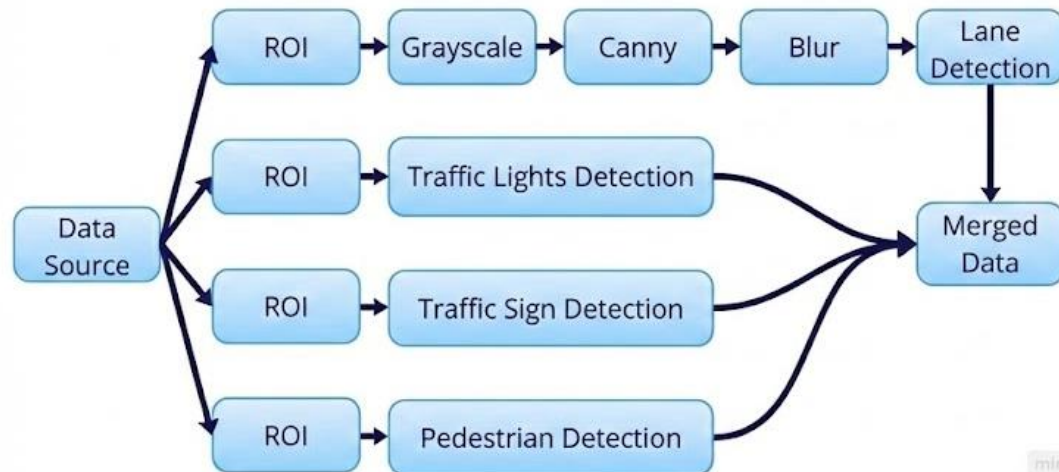 ROI
Grayscale
Canny
Blur
Lane
Detection
ROI
Traffic Lights Detection
Data
Source
Merged
Data
ROI
Traffic Sign Detection
ROI
Pedestrian Detection